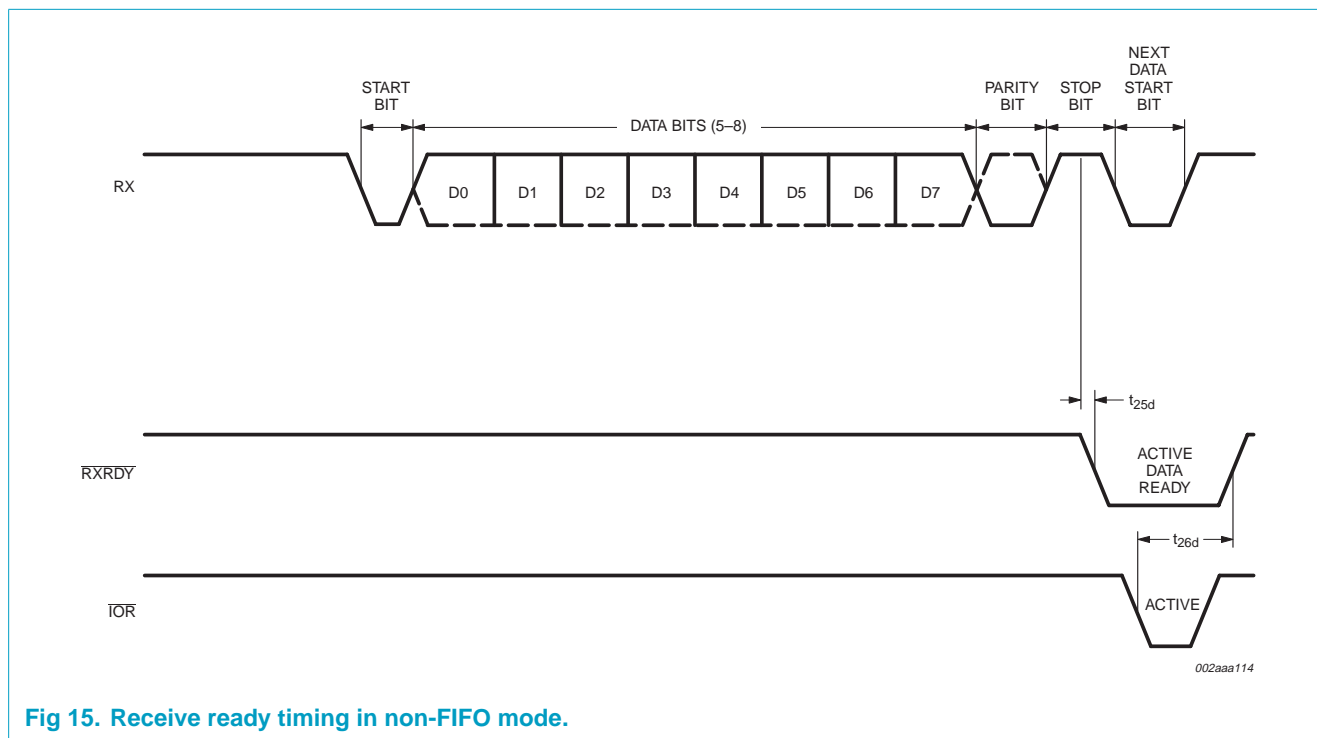 START
BIT
DATA BITS (5–8)
PARITY
BIT
STOP
BIT
NEXT
DATA
START
BIT
RX
D0 D1 D2 D3 D4 D5 D6 D7
t25d
RXRDY
ACTIVE
DATA
READY
t26d
IOR
ACTIVE
002aaa114
Fig 15. Receive ready timing in non-FIFO mode.